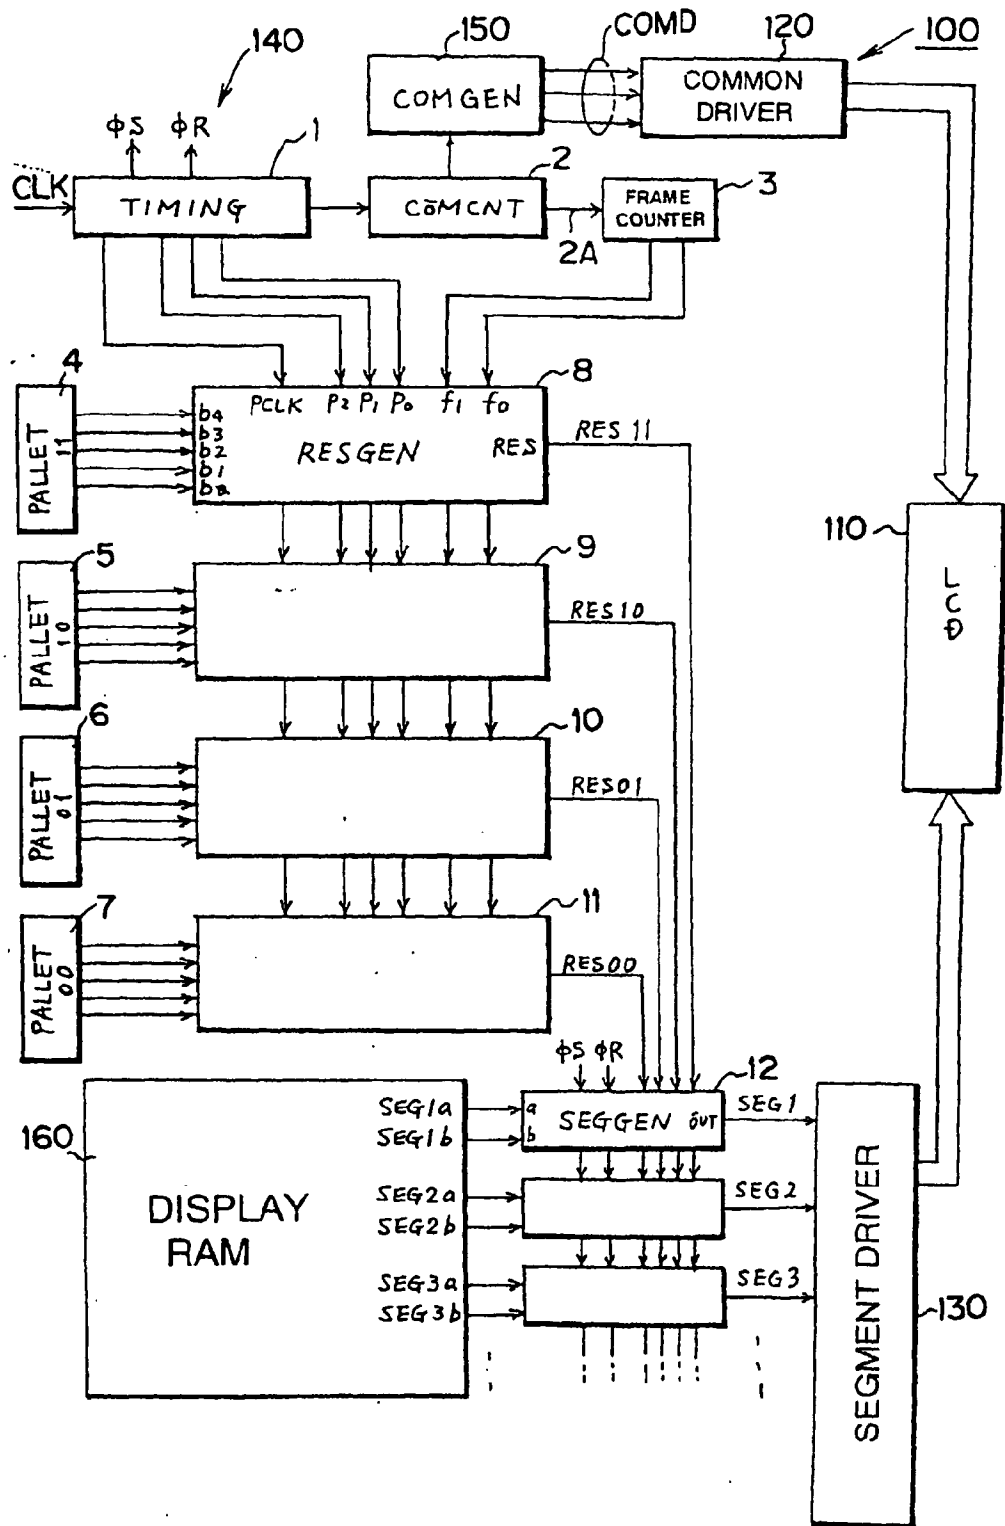 140
150
COMD
120
100
COMGEN
COMMON
DRIVER
ΦS
ΦR
1
CLK
TIMING
2
COMCNT
2A
3
FRAME
COUNTER
4
PALLET
11
b4
b3
b2
b1
PCLK
P2
P1
P0
f1
f0
RESGEN
RES
8
RES 11
110
LCD
5
PALLET
10
9
RES10
6
PALLET
01
10
RES01
7
PALLET
00
11
RES00
ΦS
ΦR
12
160
DISPLAY
RAM
SEG1a
SEG1b
a
b
SEGGEN
OUT
SEG1
SEG2a
SEG2b
SEG2
SEG3a
SEG3b
SEG3
SEGMENT DRIVER
130